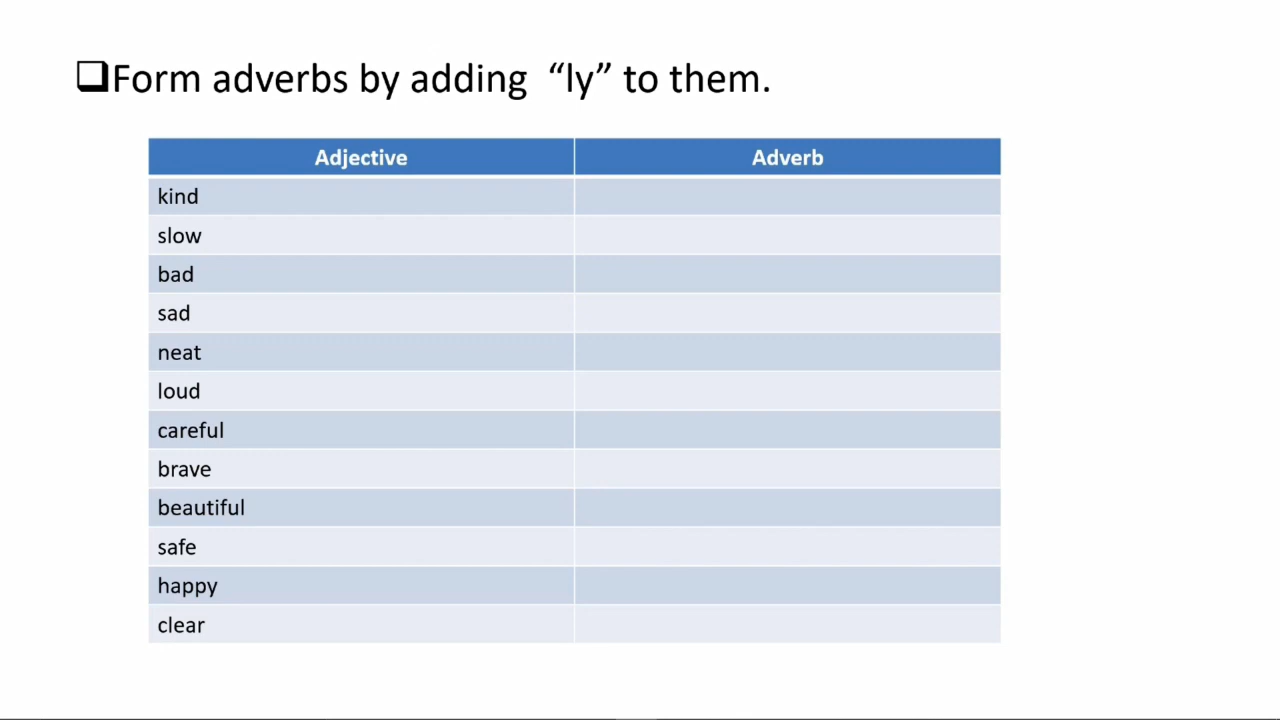 ❑Form adverbs by adding “ly” to them.
Adjective Adverb
kind
slow
bad
sad
neat
loud
careful
brave
beautiful
safe
happy
clear